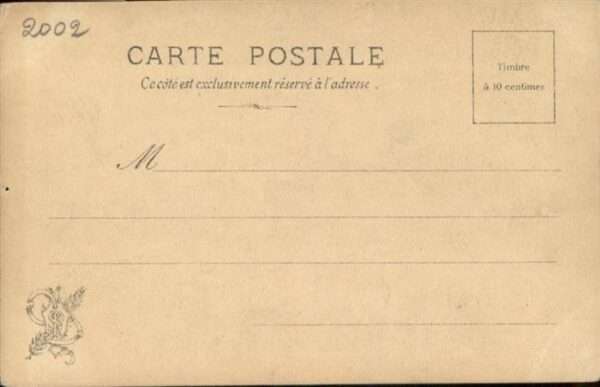 2002
CARTE POSTALE
Ce côté est exclusivement réservé à l'adresse.
Timbre
à 10 centimes
M